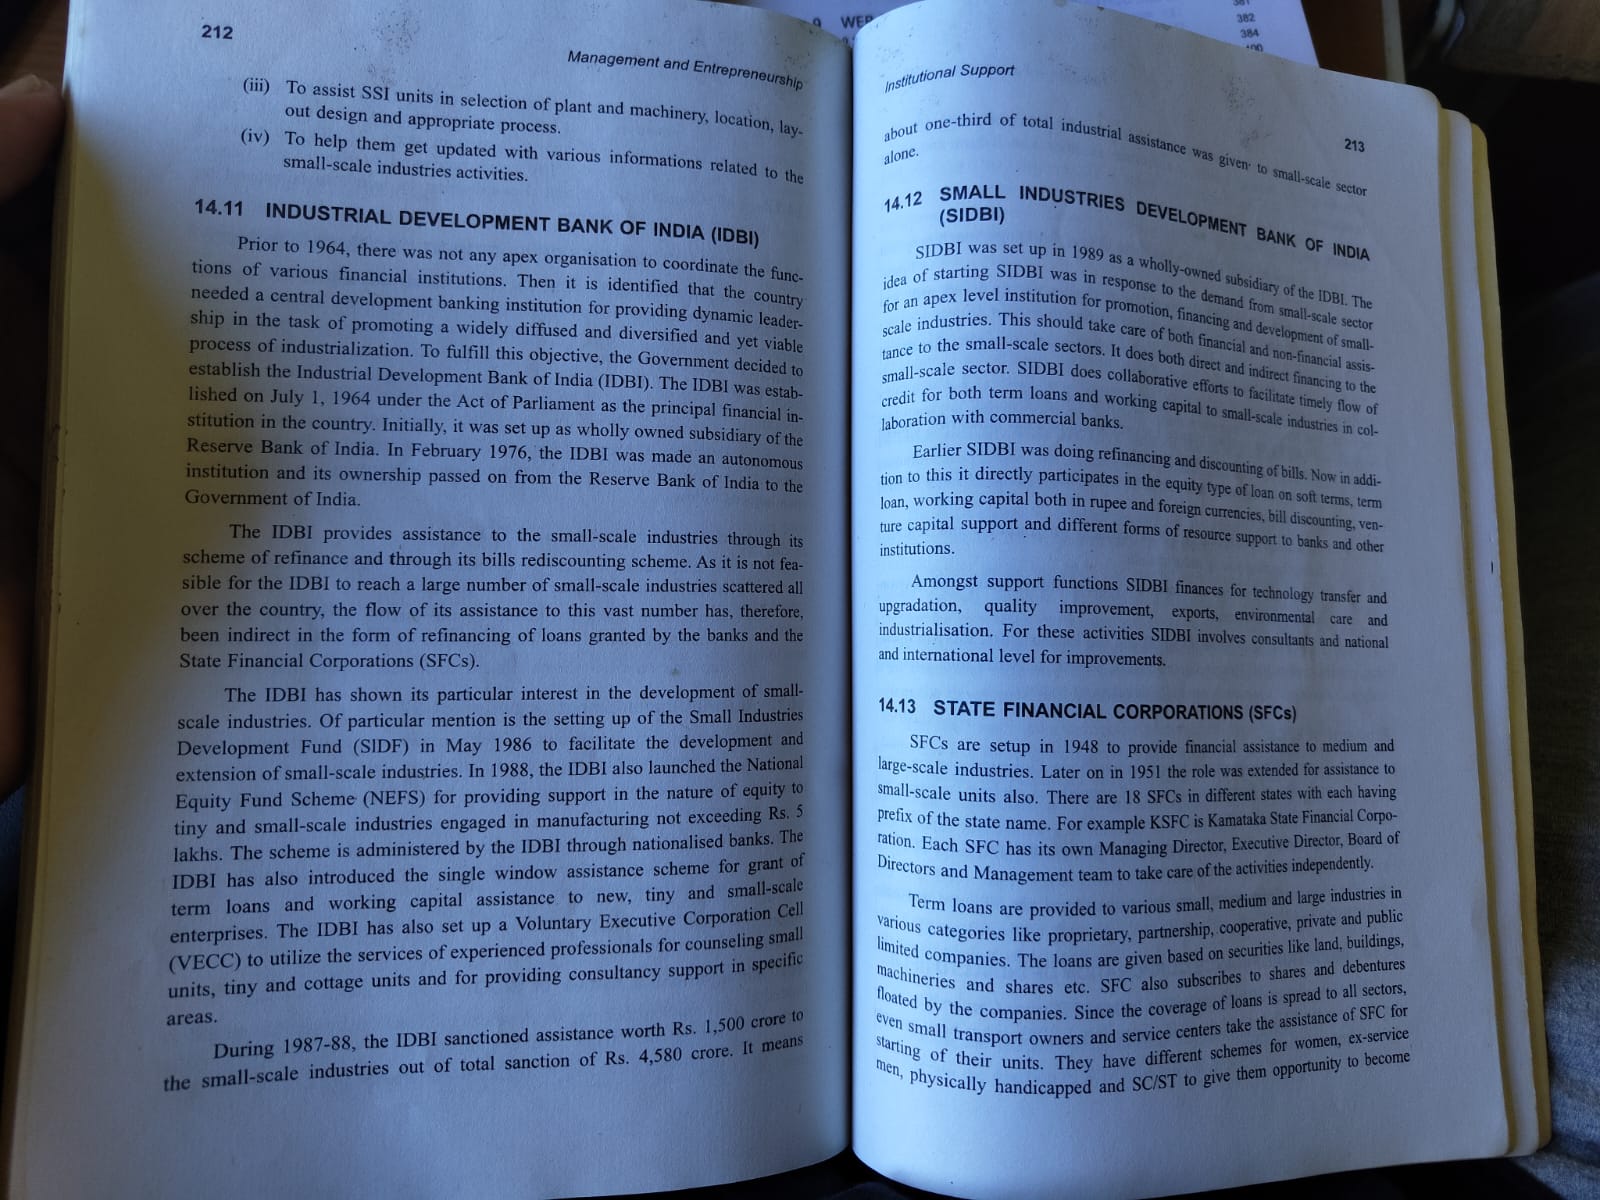 212
Management and Entrepreneurship
(iii) To assist SSI units in selection of plant and machinery, location, lay-
out design and appropriate process.
(iv) To help them get updated with various informations related to the
small-scale industries activities.
14.11 INDUSTRIAL DEVELOPMENT BANK OF INDIA (IDBI)
Prior to 1964, there was not any apex organisation to coordinate the func-
tions of various financial institutions. Then it is identified that the country
needed a central development banking institution for providing dynamic leader-
ship in the task of promoting a widely diffused and diversified and yet viable
process of industrialization. To fulfill this objective, the Government decided to
establish the Industrial Development Bank of India (IDBI). The IDBI was estab-
lished on July 1, 1964 under the Act of Parliament as the principal financial in-
stitution in the country. Initially, it was set up as wholly owned subsidiary of the
Reserve Bank of India. In February 1976, the IDBI was made an autonomous
institution and its ownership passed on from the Reserve Bank of India to the
Government of India.
The IDBI provides assistance to the small-scale industries through its
scheme of refinance and through its bills rediscounting scheme. As it is not fea-
sible for the IDBI to reach a large number of small-scale industries scattered all
over the country, the flow of its assistance to this vast number has, therefore,
been indirect in the form of refinancing of loans granted by the banks and the
State Financial Corporations (SFCs).
The IDBI has shown its particular interest in the development of small-
scale industries. Of particular mention is the setting up of the Small Industries
Development Fund (SIDF) in May 1986 to facilitate the development and
extension of small-scale industries. In 1988, the IDBI also launched the National
Equity Fund Scheme (NEFS) for providing support in the nature of equity to
tiny and small-scale industries engaged in manufacturing not exceeding Rs. 5
lakhs. The scheme is administered by the IDBI through nationalised banks. The
IDBI has also introduced the single window assistance scheme for grant of
term loans and working capital assistance to new, tiny and small-scale
enterprises. The IDBI has also set up a Voluntary Executive Corporation Cell
(VECC) to utilize the services of experienced professionals for counseling small
units, tiny and cottage units and for providing consultancy support in specific
areas.
During 1987-88, the IDBI sanctioned assistance worth Rs. 1,500 crore to
the small-scale industries out of total sanction of Rs. 4,580 crore. It means
9 WER
381
382
384
Institutional Support
213
about one-third of total industrial assistance was given to small-scale sector
alone.
14.12 SMALL INDUSTRIES DEVELOPMENT BANK OF INDIA
(SIDBI)
SIDBI was set up in 1989 as a wholly-owned subsidiary of the IDBI. The
idea of starting SIDBI was in response to the demand from small-scale sector
for an apex level institution for promotion, financing and development of small-
scale industries. This should take care of both financial and non-financial assis-
tance to the small-scale sectors. It does both direct and indirect financing to the
small-scale sector. SIDBI does collaborative efforts to facilitate timely flow of
credit for both term loans and working capital to small-scale industries in col-
laboration with commercial banks.
Earlier SIDBI was doing refinancing and discounting of bills. Now in addi-
tion to this it directly participates in the equity type of loan on soft terms, term
loan, working capital both in rupee and foreign currencies, bill discounting, ven-
ture capital support and different forms of resource support to banks and other
institutions.
Amongst support functions SIDBI finances for technology transfer and
upgradation, quality improvement, exports, environmental care and
industrialisation. For these activities SIDBI involves consultants and national
and international level for improvements.
14.13 STATE FINANCIAL CORPORATIONS (SFCs)
SFCs are setup in 1948 to provide financial assistance to medium and
large-scale industries. Later on in 1951 the role was extended for assistance to
small-scale units also. There are 18 SFCs in different states with each having
prefix of the state name. For example KSFC is Kamataka State Financial Corpo-
ration. Each SFC has its own Managing Director, Executive Director, Board of
Directors and Management team to take care of the activities independently.
Term loans are provided to various small, medium and large industries in
various categories like proprietary, partnership, cooperative, private and public
limited companies. The loans are given based on securities like land, buildings,
machineries and shares etc. SFC also subscribes to shares and debentures
floated by the companies. Since the coverage of loans is spread to all sectors,
even small transport owners and service centers take the assistance of SFC for
starting of their units. They have different schemes for women, ex-service
men, physically handicapped and SC/ST to give them opportunity to become